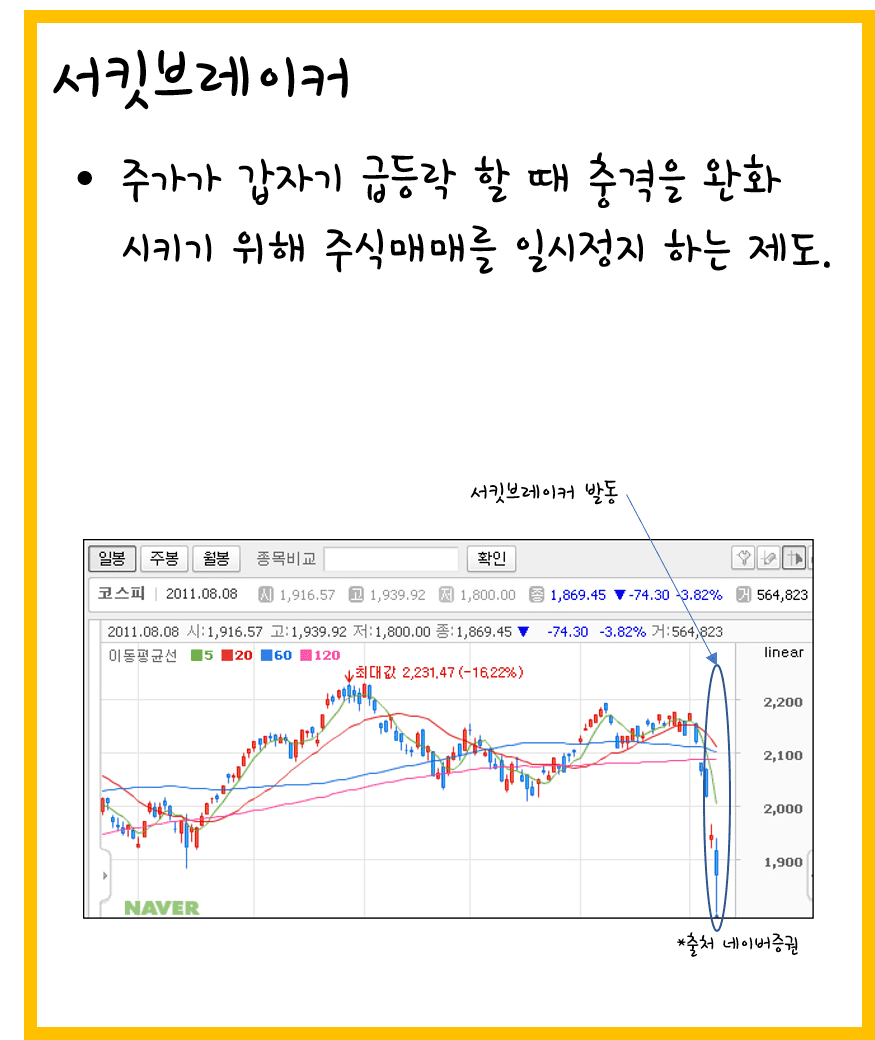 서킷브레이커
• 주가가 갑자기 급등락 할 때 충격을 완화
시키기 위해 주식매매를 일시정지 하는 제도.
서킷브레이커 발동
일봉 주봉 월봉 종목비교 확인
코스피 | 2011.08.08 시 1,916.57 고 1,939.92 저 1,800.00 종 1,869.45 ▼ -74.30 -3.82% 거 564,823
2011.08.08 시:1,916.57 고:1,939.92 저:1,800.00 종:1,869.45 ▼ -74.30 -3.82% 거:564,823
이동평균선 5 20 60 120 linear
최대값 2,231.47 (-16.22%)
2,200
2,100
2,000
1,900
NAVER
*출처 네이버증권